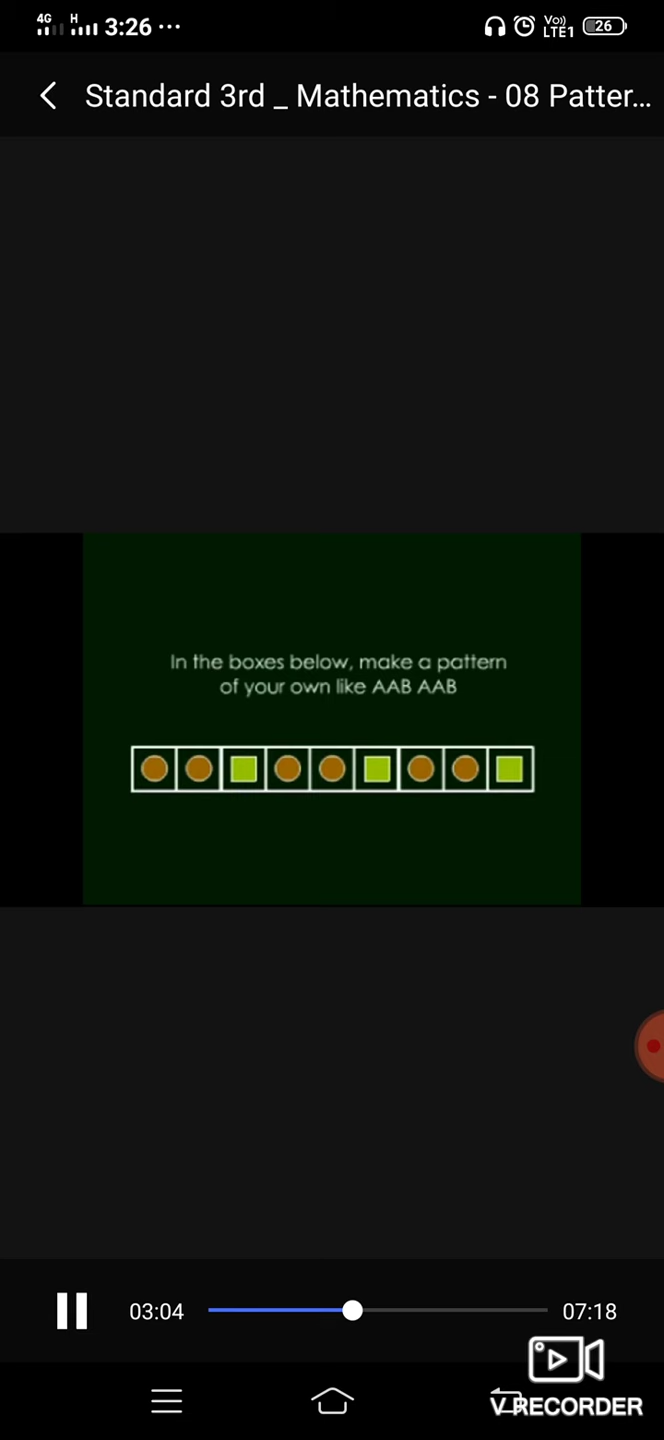 4G H 3:26 ··· Vo)) LTE1 26
Standard 3rd _ Mathematics - 08 Patter...
In the boxes below, make a pattern
of your own like AAB AAB
03:04 07:18
V RECORDER